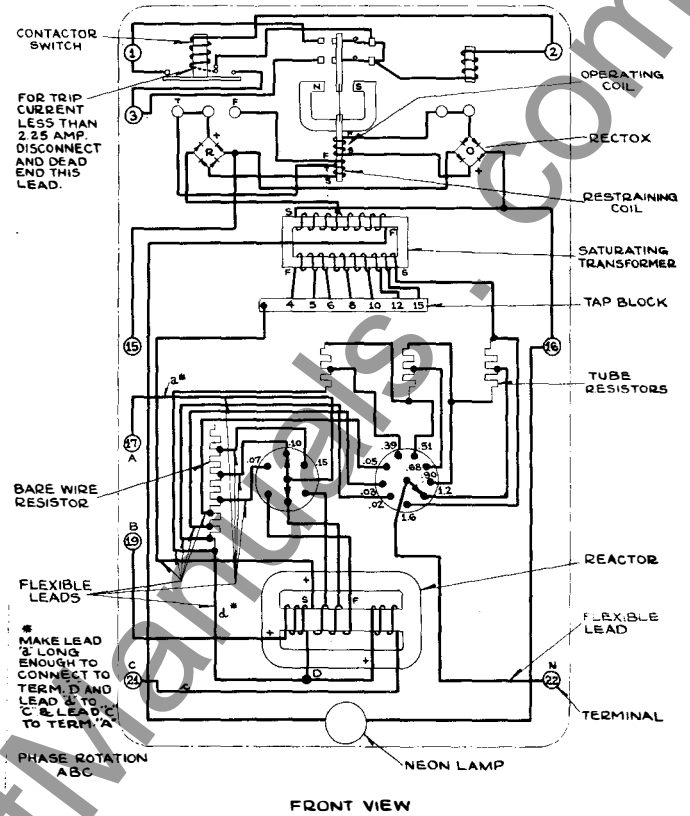 CONTACTOR
SWITCH
1
2
3
FOR TRIP
CURRENT
LESS THAN
2.25 AMP.
DISCONNECT
AND DEAD
END THIS
LEAD.
N S
T F
OPERATING
COIL
R
O
RECTOX
+
+
F
S
F
T
S
RESTRAINING
COIL
S
F
SATURATING
TRANSFORMER
F S
4 5 6 8 10 12 15
TAP BLOCK
15
16
a*
TUBE
RESISTORS
17
A
.10
.07
.15
.39
.51
.05
.68
.90
.03
1.2
.02
1.6
BARE WIRE
RESISTOR
B
19
REACTOR
FLEXIBLE
LEADS
d*
+ S F
+
+
D
FLEXIBLE
LEAD
*
MAKE LEAD
"a" LONG
ENOUGH TO
CONNECT TO
TERM. D AND
LEAD "d" TO
"C" & LEAD "C"
TO TERM. "A"
C
21
c
N
22
TERMINAL
PHASE ROTATION
ABC
NEON LAMP
FRONT VIEW